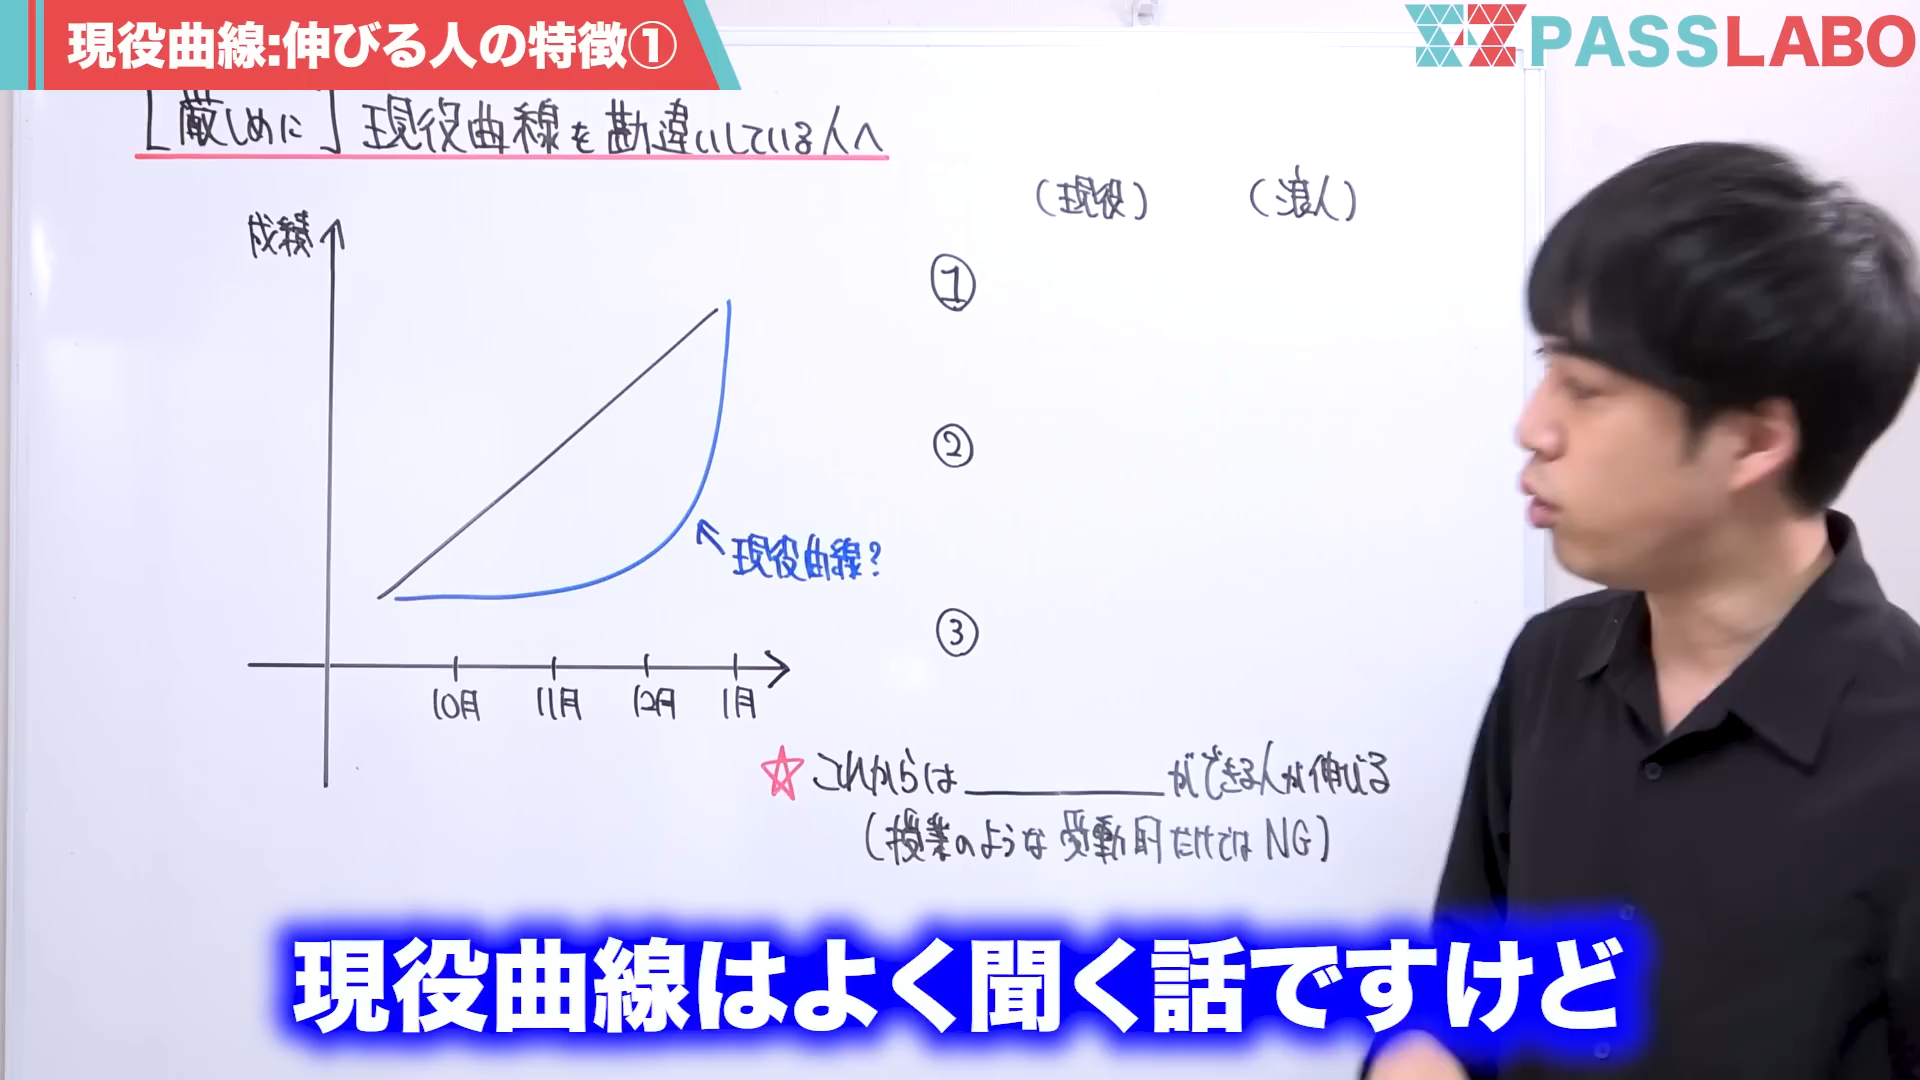 現役曲線:伸びる人の特徴①
PASSLABO
[厳しめに] 現役曲線を勘違いしている人へ
(現役) (浪人)
成績
①
②
③
現役曲線?
10月 11月 12月 1月
☆これからは______ができる人が伸びる
(授業のような受動用だけではNG)
現役曲線はよく聞く話ですけど